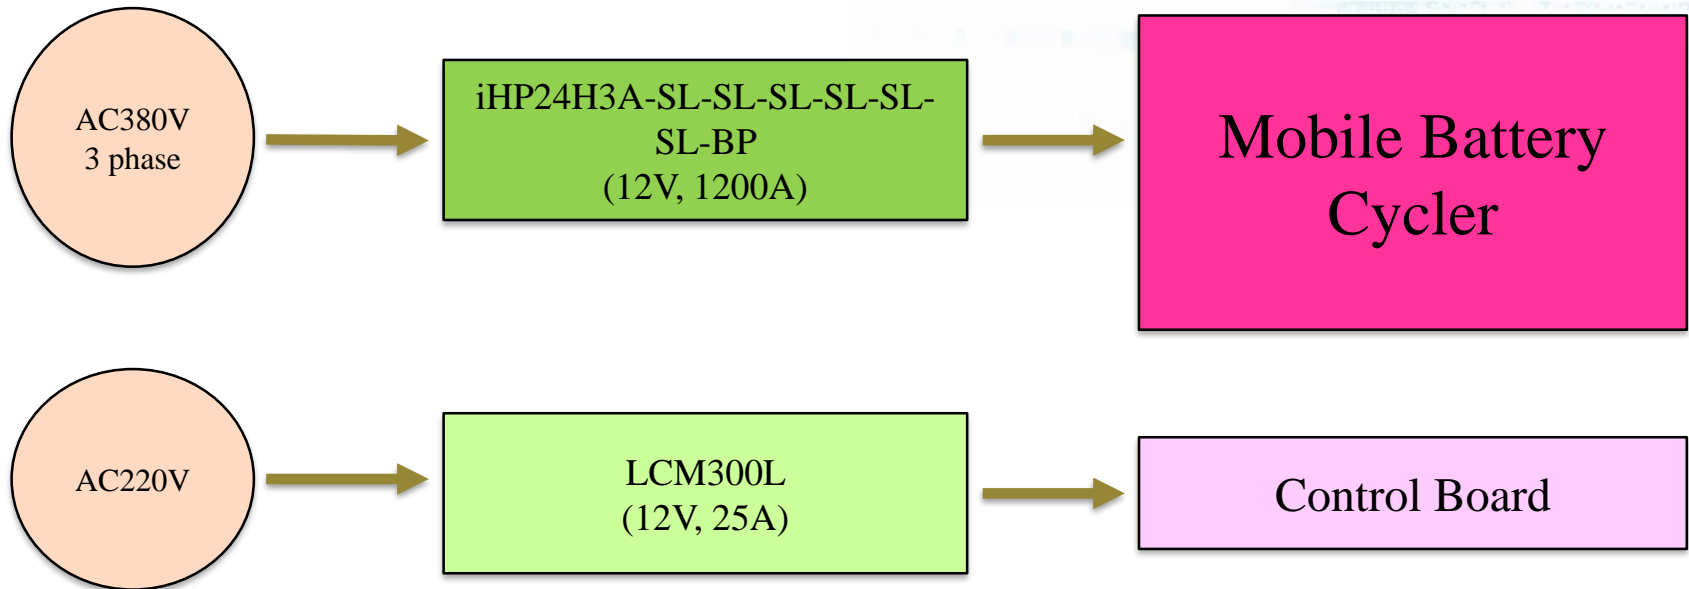 AC380V
3 phase
iHP24H3A-SL-SL-SL-SL-SL-
SL-BP
(12V, 1200A)
Mobile Battery
Cycler
AC220V
LCM300L
(12V, 25A)
Control Board